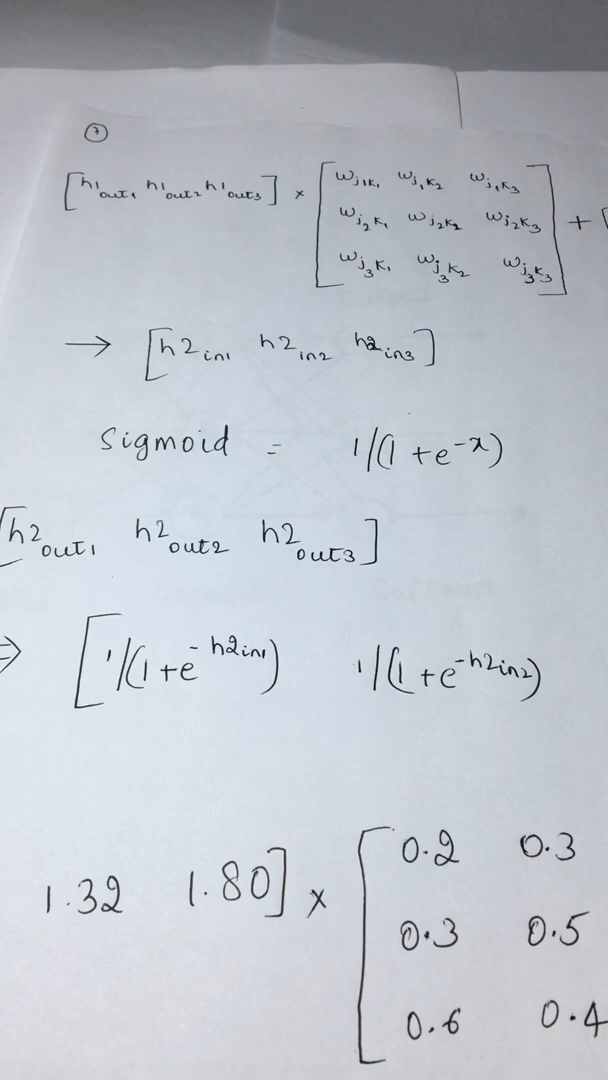 7
[h1out1 h1out2 h1out3] × [wj1k1 wj1k2 wj1k3
wj2k1 wj2k2 wj2k3
wj3k1 wj3k2 wj3k3] + [
→ [h2in1 h2in2 h2in3]
Sigmoid = 1/(1+e^-x)
[h2out1 h2out2 h2out3]
⇒ [1/(1+e^-h2in1) 1/(1+e^-h2in2)
1.32 1.80] × [0.2 0.3
0.3 0.5
0.6 0.4